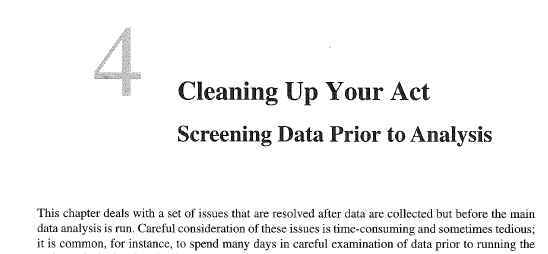 4
Cleaning Up Your Act
Screening Data Prior to Analysis
This chapter deals with a set of issues that are resolved after data are collected but before the main
data analysis is run. Careful consideration of these issues is time-consuming and sometimes tedious;
it is common, for instance, to spend many days in careful examination of data prior to running the